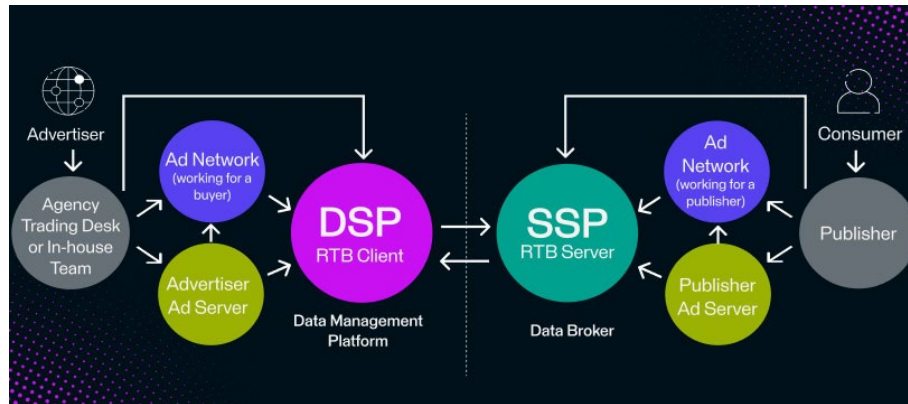 Advertiser
Agency
Trading Desk
or In-house
Team
Ad Network
(working for a
buyer)
Advertiser
Ad Server
DSP
RTB Client
Data Management
Platform
SSP
RTB Server
Data Broker
Ad
Network
(working for a
publisher)
Publisher
Ad Server
Consumer
Publisher